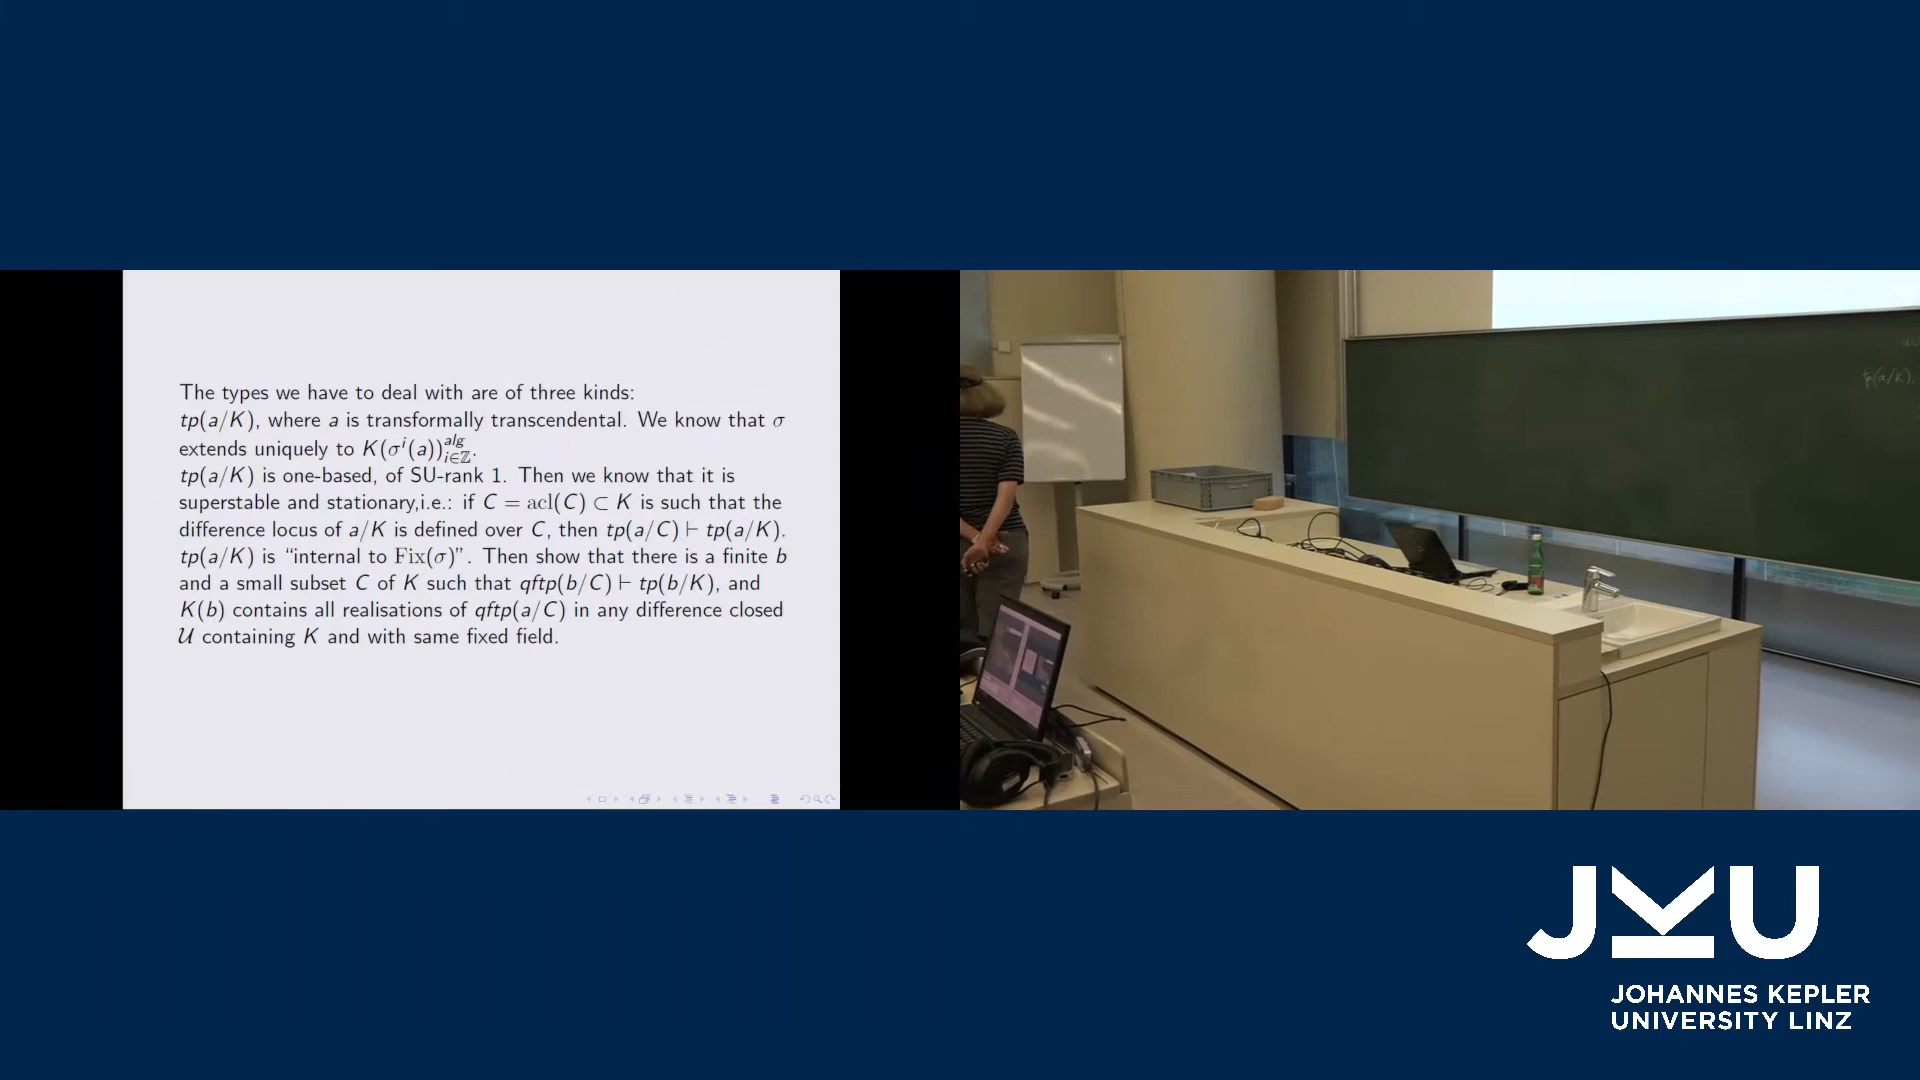 The types we have to deal with are of three kinds:
tp(a/K), where a is transformally transcendental. We know that σ
extends uniquely to K(σ^i(a))^{alg}_{i∈ℤ}.
tp(a/K) is one-based, of SU-rank 1. Then we know that it is
superstable and stationary,i.e.: if C = acl(C) ⊂ K is such that the
difference locus of a/K is defined over C, then tp(a/C) ⊢ tp(a/K).
tp(a/K) is “internal to Fix(σ)”. Then show that there is a finite b
and a small subset C of K such that qftp(b/C) ⊢ tp(b/K), and
K(b) contains all realisations of qftp(a/C) in any difference closed
𝒰 containing K and with same fixed field.
tp(a/K).
JKU
JOHANNES KEPLER
UNIVERSITY LINZ